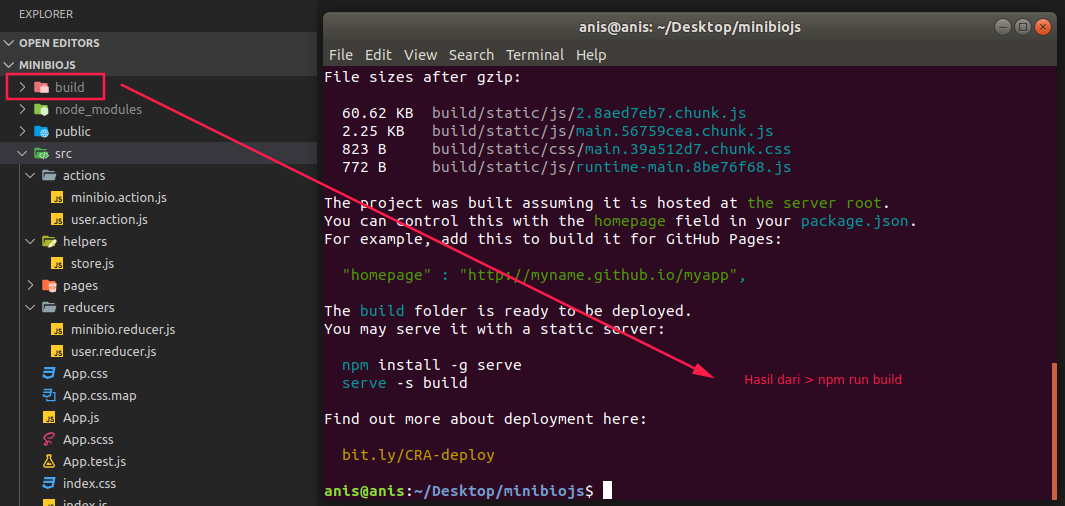 EXPLORER
OPEN EDITORS
MINIBIOJS
build
node_modules
public
src
actions
minibio.action.js
user.action.js
helpers
store.js
pages
reducers
minibio.reducer.js
user.reducer.js
App.css
App.css.map
App.js
App.scss
App.test.js
index.css
index.js
anis@anis: ~/Desktop/minibiojs
File Edit View Search Terminal Help
File sizes after gzip:
60.62 KB build/static/js/2.8aed7eb7.chunk.js
2.25 KB build/static/js/main.56759cea.chunk.js
823 B build/static/css/main.39a512d7.chunk.css
772 B build/static/js/runtime-main.8be76f68.js
The project was built assuming it is hosted at the server root.
You can control this with the homepage field in your package.json.
For example, add this to build it for GitHub Pages:
"homepage" : "http://myname.github.io/myapp",
The build folder is ready to be deployed.
You may serve it with a static server:
npm install -g serve
serve -s build
Hasil dari > npm run build
Find out more about deployment here:
bit.ly/CRA-deploy
anis@anis:~/Desktop/minibiojs$